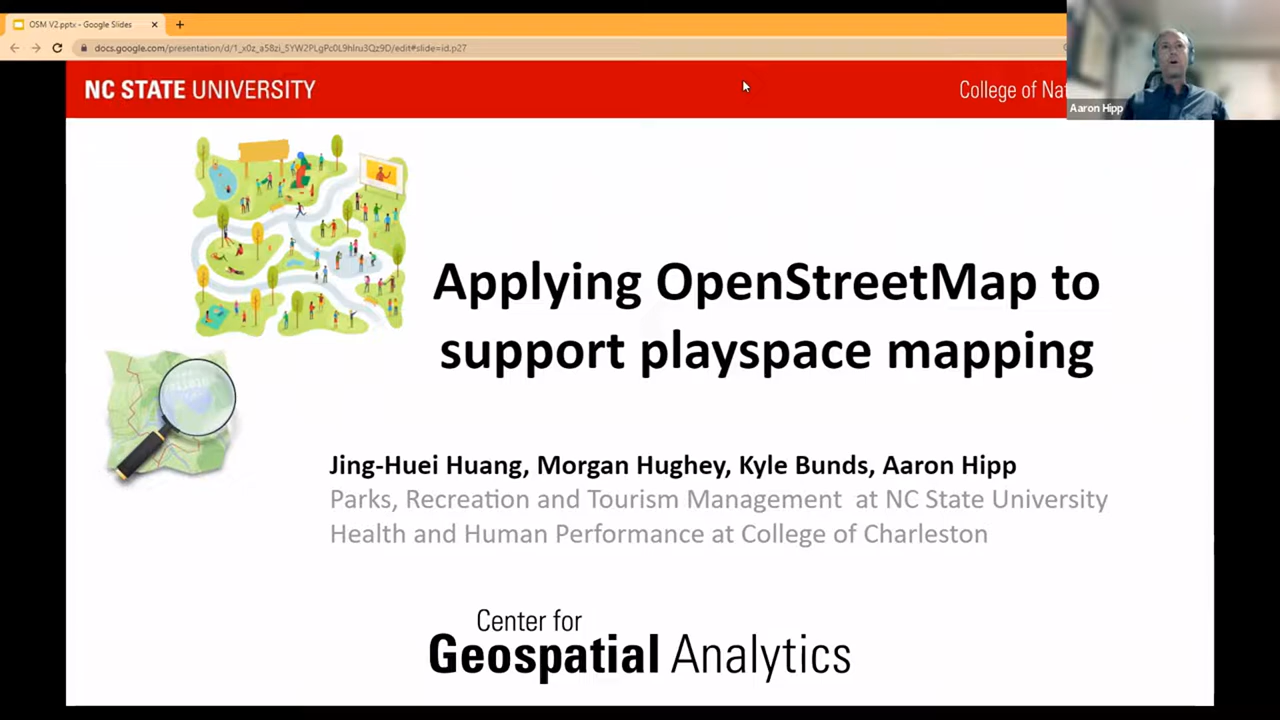 OSM V2.pptx - Google Slides
docs.google.com/presentation/d/1_x0z_a58zi_5YW2PLgPc0L9hlru3Qz9D/edit#slide=id.p27
NC STATE UNIVERSITY
College of Nat
Aaron Hipp
Applying OpenStreetMap to
support playspace mapping
Jing-Huei Huang, Morgan Hughey, Kyle Bunds, Aaron Hipp
Parks, Recreation and Tourism Management at NC State University
Health and Human Performance at College of Charleston
Center for
Geospatial Analytics